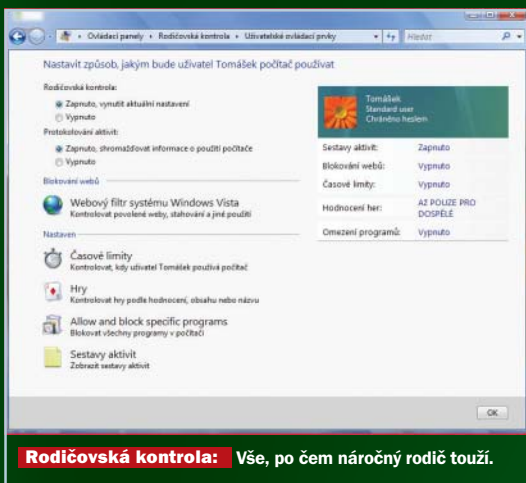 Ovládací panely › Rodičovská kontrola › Uživatelské ovládací prvky
Hledat
Nastavit způsob, jakým bude uživatel Tomášek počítač používat
Rodičovská kontrola:
Zapnuto, vynutit aktuální nastavení
Vypnuto
Protokolování aktivit:
Zapnuto, shromažďovat informace o použití počítače
Vypnuto
Blokování webů
Webový filtr systému Windows Vista
Kontrolovat povolené weby, stahování a jiné použití
Nastaven
Časové limity
Kontrolovat, kdy uživatel Tomášek používá počítač
Hry
Kontrolovat hry podle hodnocení, obsahu nebo názvu
Allow and block specific programs
Blokovat všechny programy v počítači
Sestavy aktivit
Zobrazit sestavy aktivit
Tomášek
Standard user
Chráněno heslem
Sestavy aktivit: Zapnuto
Blokování webů: Vypnuto
Časové limity: Vypnuto
Hodnocení her: AŽ POUZE PRO
DOSPĚLÉ
Omezení programů: Vypnuto
OK
Rodičovská kontrola: Vše, po čem náročný rodič touží.